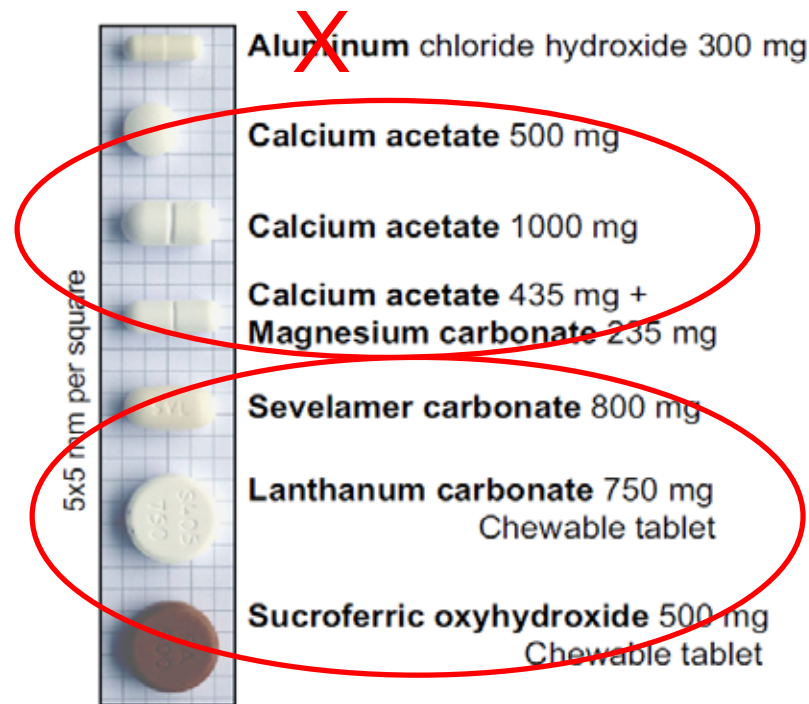 Aluminum chloride hydroxide 300 mg
Calcium acetate 500 mg
Calcium acetate 1000 mg
Calcium acetate 435 mg +
Magnesium carbonate 235 mg
Sevelamer carbonate 800 mg
Lanthanum carbonate 750 mg
Chewable tablet
Sucroferric oxyhydroxide 500 mg
Chewable tablet
5x5 mm per square
X
S405
750